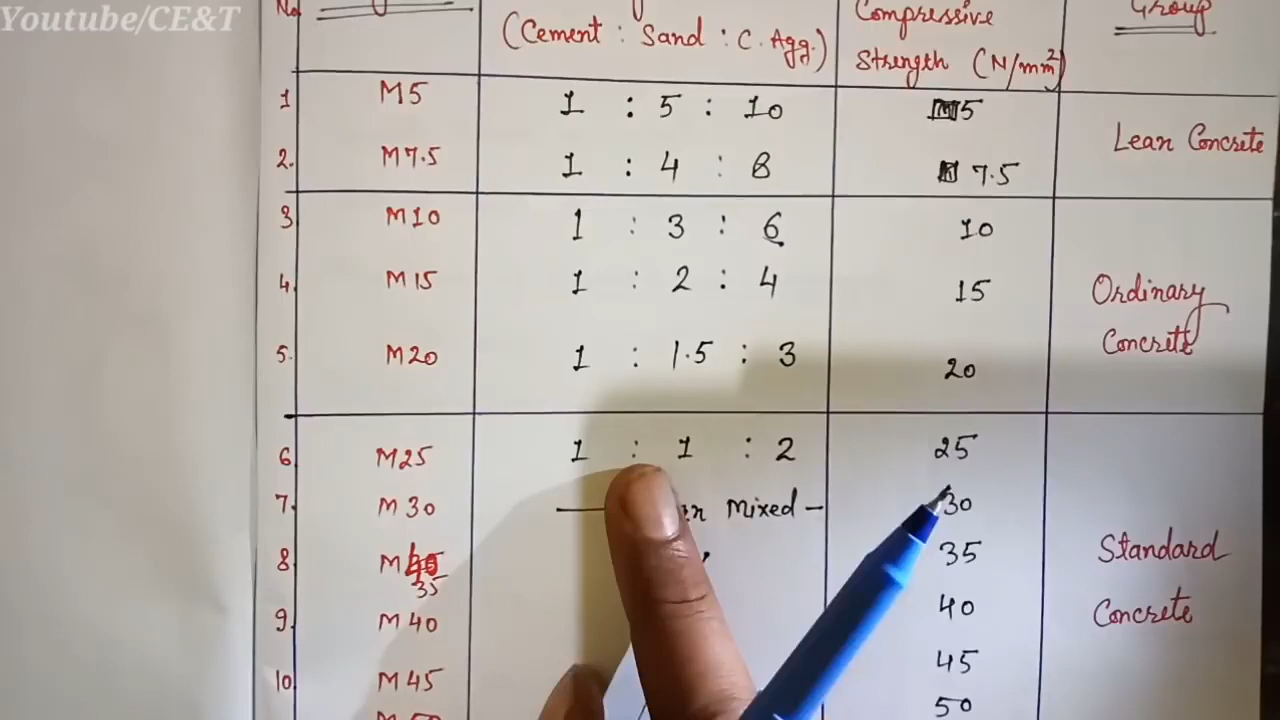 Youtube/CE&T
No.
(Cement : Sand : C. Agg.)
Compressive
Strength (N/mm²)
Group
1 M5 1 : 5 : 10 5
2. M7.5 1 : 4 : 8 7.5
Lean Concrete
3 M10 1 : 3 : 6 10
4. M15 1 : 2 : 4 15
5. M20 1 : 1.5 : 3 20
Ordinary
Concrete
6. M25 1 : 1 : 2 25
7. M30 Mixed 30
8 M 35 35
9. M40 40
10. M45 45
50
Standard
Concrete